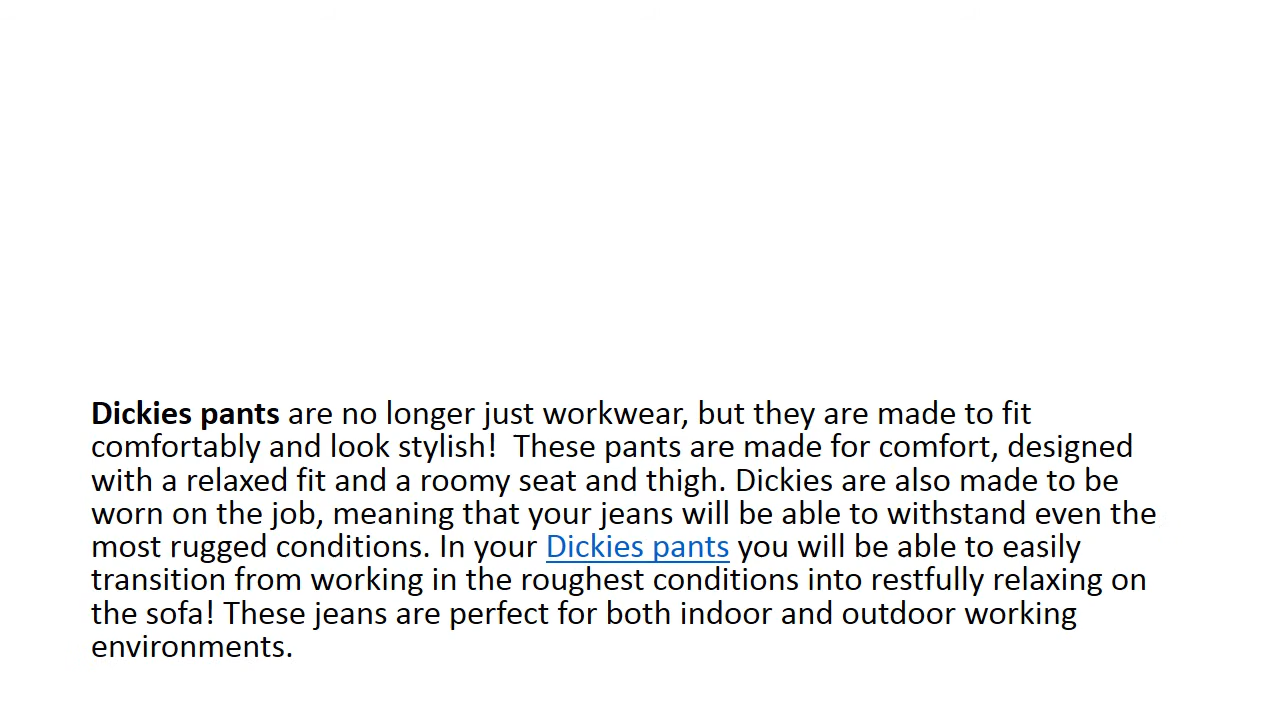 Dickies pants are no longer just workwear, but they are made to fit
comfortably and look stylish!  These pants are made for comfort, designed
with a relaxed fit and a roomy seat and thigh. Dickies are also made to be
worn on the job, meaning that your jeans will be able to withstand even the
most rugged conditions. In your Dickies pants you will be able to easily
transition from working in the roughest conditions into restfully relaxing on
the sofa! These jeans are perfect for both indoor and outdoor working
environments.